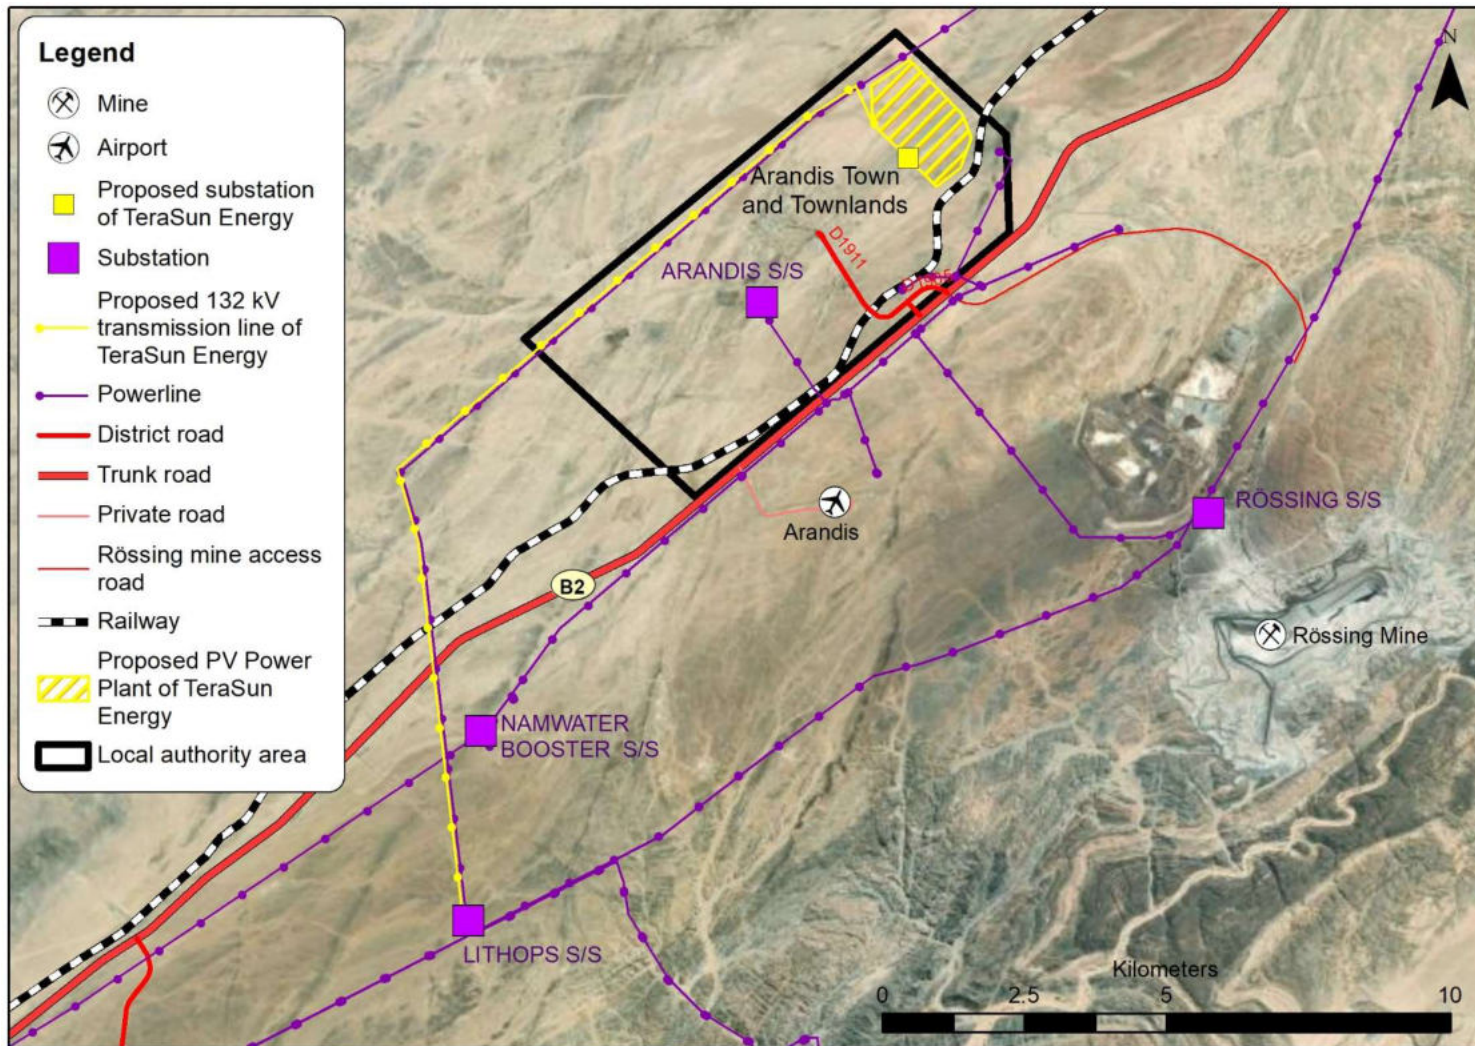 Legend
Mine
Airport
Proposed substation
of TeraSun Energy
Substation
Proposed 132 kV
transmission line of
TeraSun Energy
Powerline
District road
Trunk road
Private road
Rössing mine access
road
Railway
Proposed PV Power
Plant of TeraSun
Energy
Local authority area
N
Arandis Town
and Townlands
D1911
ARANDIS S/S
RÖSSING S/S
Arandis
B2
Rössing Mine
NAMWATER
BOOSTER S/S
LITHOPS S/S
Kilometers
0 2.5 5 10